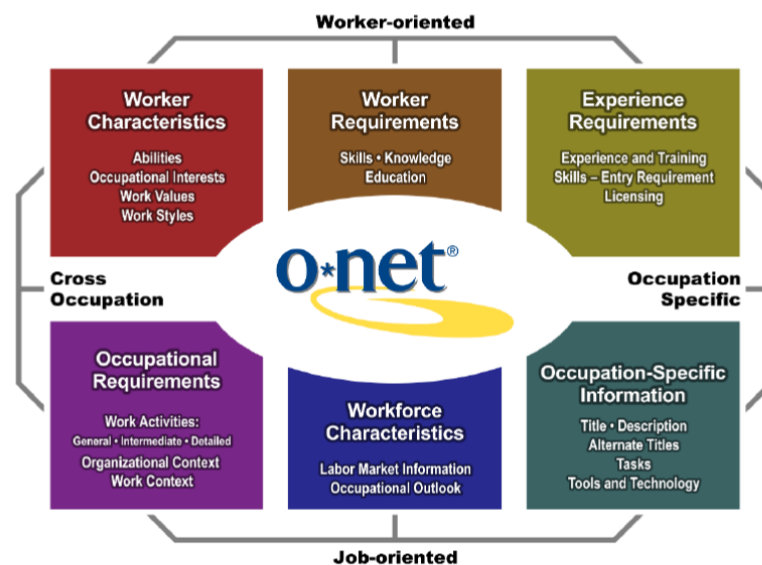 Worker-oriented
Worker
Characteristics
Abilities
Occupational Interests
Work Values
Work Styles
Worker
Requirements
Skills • Knowledge
Education
Experience
Requirements
Experience and Training
Skills – Entry Requirement
Licensing
Cross
Occupation
o*net®
Occupation
Specific
Occupational
Requirements
Work Activities:
General • Intermediate • Detailed
Organizational Context
Work Context
Workforce
Characteristics
Labor Market Information
Occupational Outlook
Occupation-Specific
Information
Title • Description
Alternate Titles
Tasks
Tools and Technology
Job-oriented